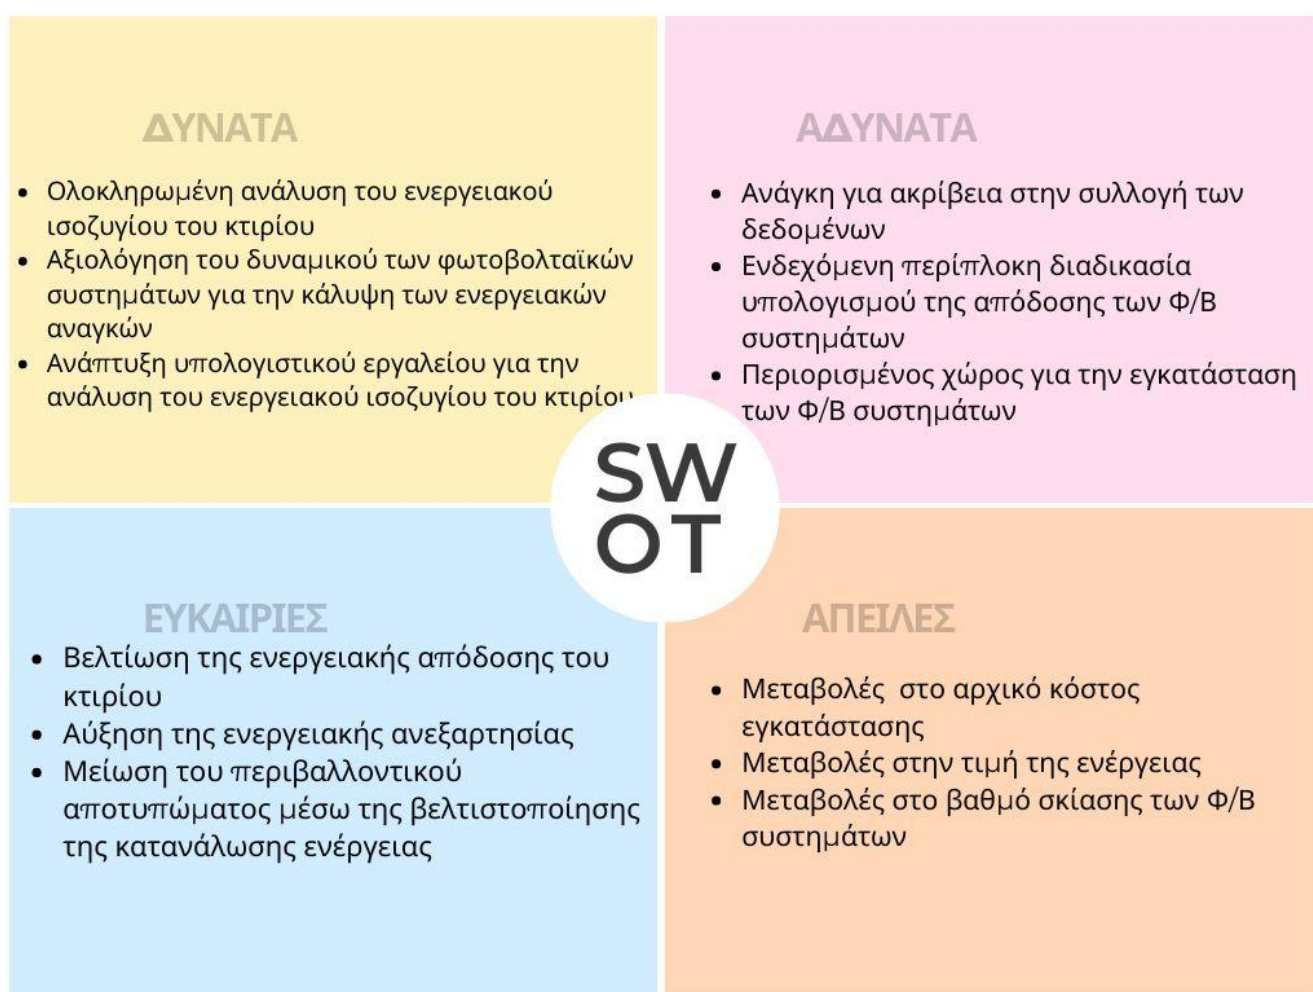 ΔΥΝΑΤΑ
• Ολοκληρωμένη ανάλυση του ενεργειακού
ισοζυγίου του κτιρίου
• Αξιολόγηση του δυναμικού των φωτοβολταϊκών
συστημάτων για την κάλυψη των ενεργειακών
αναγκών
• Ανάπτυξη υπολογιστικού εργαλείου για την
ανάλυση του ενεργειακού ισοζυγίου του κτιρίου
ΑΔΥΝΑΤΑ
• Ανάγκη για ακρίβεια στην συλλογή των
δεδομένων
• Ενδεχόμενη περίπλοκη διαδικασία
υπολογισμού της απόδοσης των Φ/Β
συστημάτων
• Περιορισμένος χώρος για την εγκατάσταση
των Φ/Β συστημάτων
SW
OT
ΕΥΚΑΙΡΙΕΣ
• Βελτίωση της ενεργειακής απόδοσης του
κτιρίου
• Αύξηση της ενεργειακής ανεξαρτησίας
• Μείωση του περιβαλλοντικού
αποτυπώματος μέσω της βελτιστοποίησης
της κατανάλωσης ενέργειας
ΑΠΕΙΛΕΣ
• Μεταβολές  στο αρχικό κόστος
εγκατάστασης
• Μεταβολές στην τιμή της ενέργειας
• Μεταβολές στο βαθμό σκίασης των Φ/Β
συστημάτων